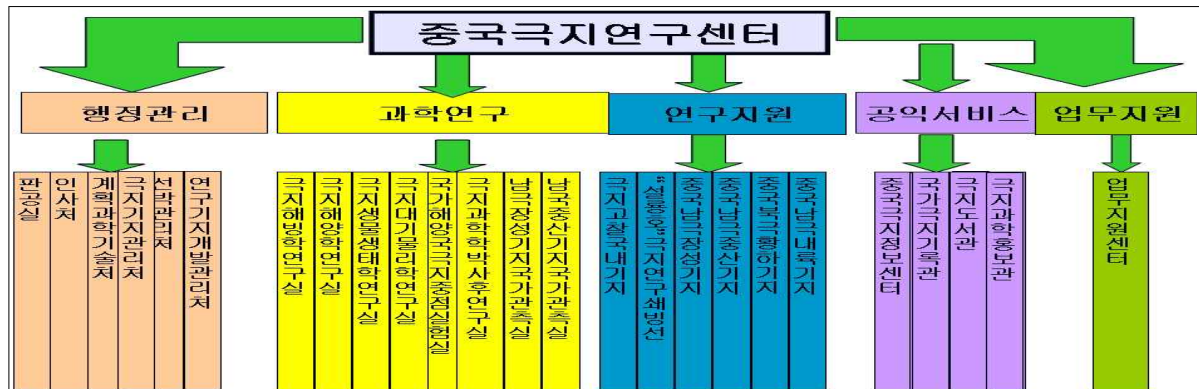 중국극지연구센터
행정관리
과학연구
연구지원
공익서비스
업무지원
판공실
인사처
계획과학기술처
극지기지관리처
선박관리처
연구기지개발관리처
극지해빙학연구실
극지해양학연구실
극지생물생태학연구실
극지대기물리학연구실
국가해양국극지중점실험실
극지과학학박사후연구실
남극장성기지국가관측실
남국중산기지국가관측실
극지고찰국내기지
"설룡호"극지연구쇄빙선
중국남극장성기지
중국남극중산기지
중국북극황하기지
중국남극내륙기지
중국극지정보센터
국가극지기록관
극지도서관
극지과학홍보관
업무지원센터